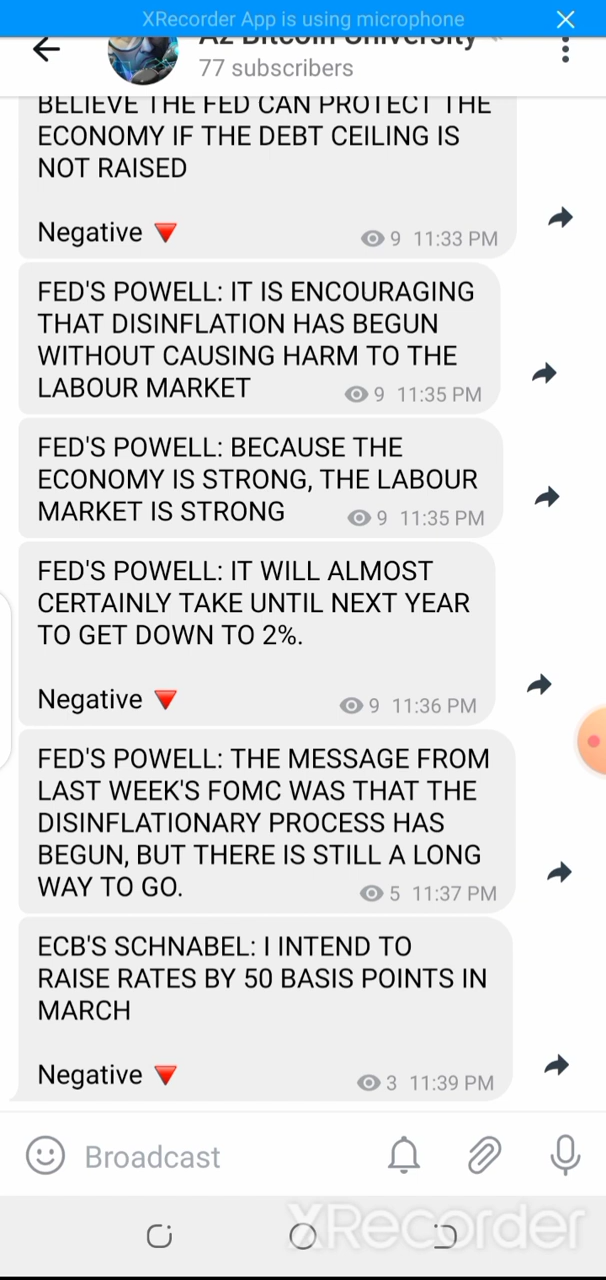 XRecorder App is using microphone
Az Bitcoin University
77 subscribers
BELIEVE THE FED CAN PROTECT THE
ECONOMY IF THE DEBT CEILING IS
NOT RAISED
Negative 🔻
9 11:33 PM
FED'S POWELL: IT IS ENCOURAGING
THAT DISINFLATION HAS BEGUN
WITHOUT CAUSING HARM TO THE
LABOUR MARKET
9 11:35 PM
FED'S POWELL: BECAUSE THE
ECONOMY IS STRONG, THE LABOUR
MARKET IS STRONG
9 11:35 PM
FED'S POWELL: IT WILL ALMOST
CERTAINLY TAKE UNTIL NEXT YEAR
TO GET DOWN TO 2%.
Negative 🔻
9 11:36 PM
FED'S POWELL: THE MESSAGE FROM
LAST WEEK'S FOMC WAS THAT THE
DISINFLATIONARY PROCESS HAS
BEGUN, BUT THERE IS STILL A LONG
WAY TO GO.
5 11:37 PM
ECB'S SCHNABEL: I INTEND TO
RAISE RATES BY 50 BASIS POINTS IN
MARCH
Negative 🔻
3 11:39 PM
Broadcast
XRecorder